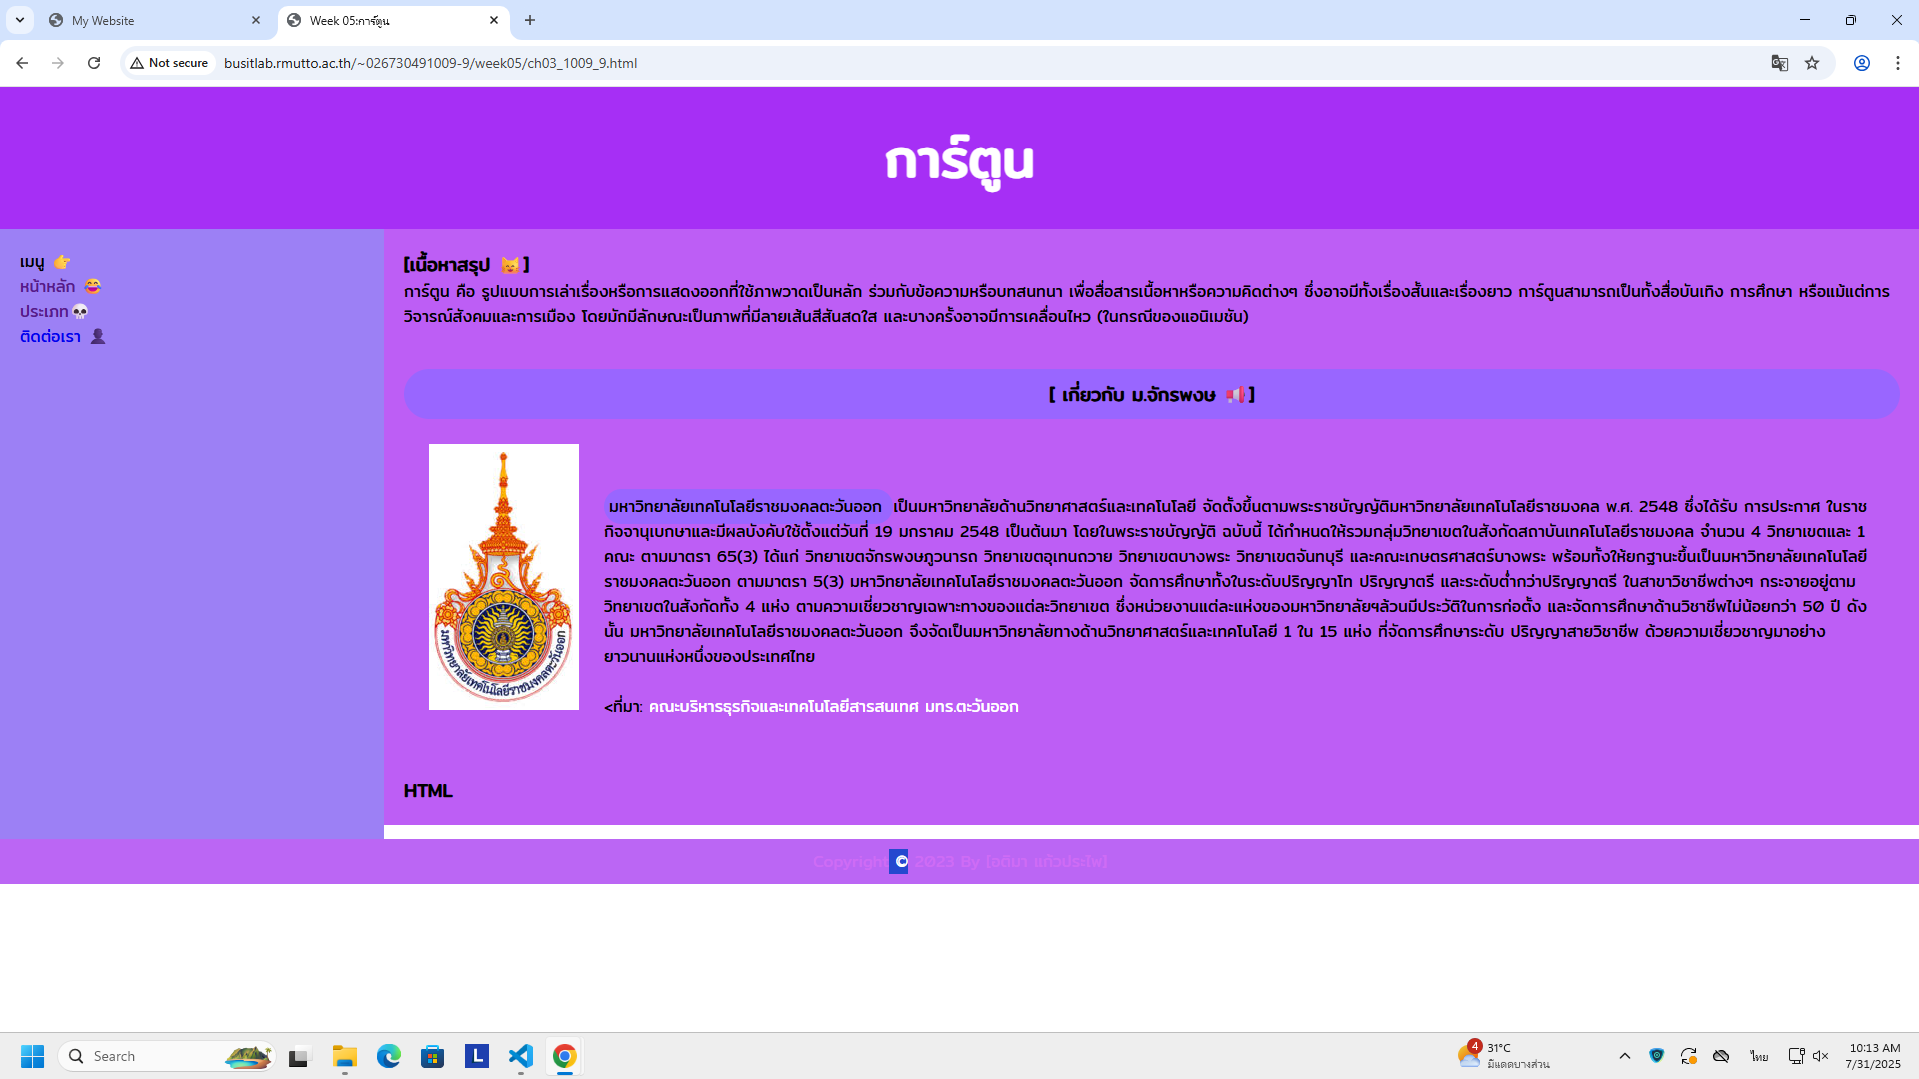 My Website
Week 05:การ์ตูน
Not secure
busitlab.rmutto.ac.th/~026730491009-9/week05/ch03_1009_9.html
การ์ตูน
เมนู 👉
หน้าหลัก 😂
ประเภท💀
ติดต่อเรา 👤
[เนื้อหาสรุป 😼]
การ์ตูน คือ รูปแบบการเล่าเรื่องหรือการแสดงออกที่ใช้ภาพวาดเป็นหลัก ร่วมกับข้อความหรือบทสนทนา เพื่อสื่อสารเนื้อหาหรือความคิดต่างๆ ซึ่งอาจมีทั้งเรื่องสั้นและเรื่องยาว การ์ตูนสามารถเป็นทั้งสื่อบันเทิง การศึกษา หรือแม้แต่การ
วิจารณ์สังคมและการเมือง โดยมักมีลักษณะเป็นภาพที่มีลายเส้นสีสันสดใส และบางครั้งอาจมีการเคลื่อนไหว (ในกรณีของแอนิเมชัน)
[ เกี่ยวกับ ม.จักรพงษ 📢]
มหาวิทยาลัยเทคโนโลยีราชมงคลตะวันออก เป็นมหาวิทยาลัยด้านวิทยาศาสตร์และเทคโนโลยี จัดตั้งขึ้นตามพระราชบัญญัติมหาวิทยาลัยเทคโนโลยีราชมงคล พ.ศ. 2548 ซึ่งได้รับ การประกาศ ในราช
กิจจานุเบกษาและมีผลบังคับใช้ตั้งแต่วันที่ 19 มกราคม 2548 เป็นต้นมา โดยในพระราชบัญญัติ ฉบับนี้ ได้กำหนดให้รวมกลุ่มวิทยาเขตในสังกัดสถาบันเทคโนโลยีราชมงคล จำนวน 4 วิทยาเขตและ 1
คณะ ตามมาตรา 65(3) ได้แก่ วิทยาเขตจักรพงษภูวนารถ วิทยาเขตอุเทนถวาย วิทยาเขตบางพระ วิทยาเขตจันทบุรี และคณะเกษตรศาสตร์บางพระ พร้อมทั้งให้ยกฐานะขึ้นเป็นมหาวิทยาลัยเทคโนโลยี
ราชมงคลตะวันออก ตามมาตรา 5(3) มหาวิทยาลัยเทคโนโลยีราชมงคลตะวันออก จัดการศึกษาทั้งในระดับปริญญาโท ปริญญาตรี และระดับต่ำกว่าปริญญาตรี ในสาขาวิชาชีพต่างๆ กระจายอยู่ตาม
วิทยาเขตในสังกัดทั้ง 4 แห่ง ตามความเชี่ยวชาญเฉพาะทางของแต่ละวิทยาเขต ซึ่งหน่วยงานแต่ละแห่งของมหาวิทยาลัยฯล้วนมีประวัติในการก่อตั้ง และจัดการศึกษาด้านวิชาชีพไม่น้อยกว่า 50 ปี ดัง
นั้น มหาวิทยาลัยเทคโนโลยีราชมงคลตะวันออก จึงจัดเป็นมหาวิทยาลัยทางด้านวิทยาศาสตร์และเทคโนโลยี 1 ใน 15 แห่ง ที่จัดการศึกษาระดับ ปริญญาสายวิชาชีพ ด้วยความเชี่ยวชาญมาอย่าง
ยาวนานแห่งหนึ่งของประเทศไทย
มหาวิทยาลัยเทคโนโลยีราชมงคลตะวันออก
<ที่มา: คณะบริหารธุรกิจและเทคโนโลยีสารสนเทศ มทร.ตะวันออก
HTML
Copyright © 2023 By
Search
L
4
31°C
มีแดดบางส่วน
ไทย
10:13 AM
7/31/2025